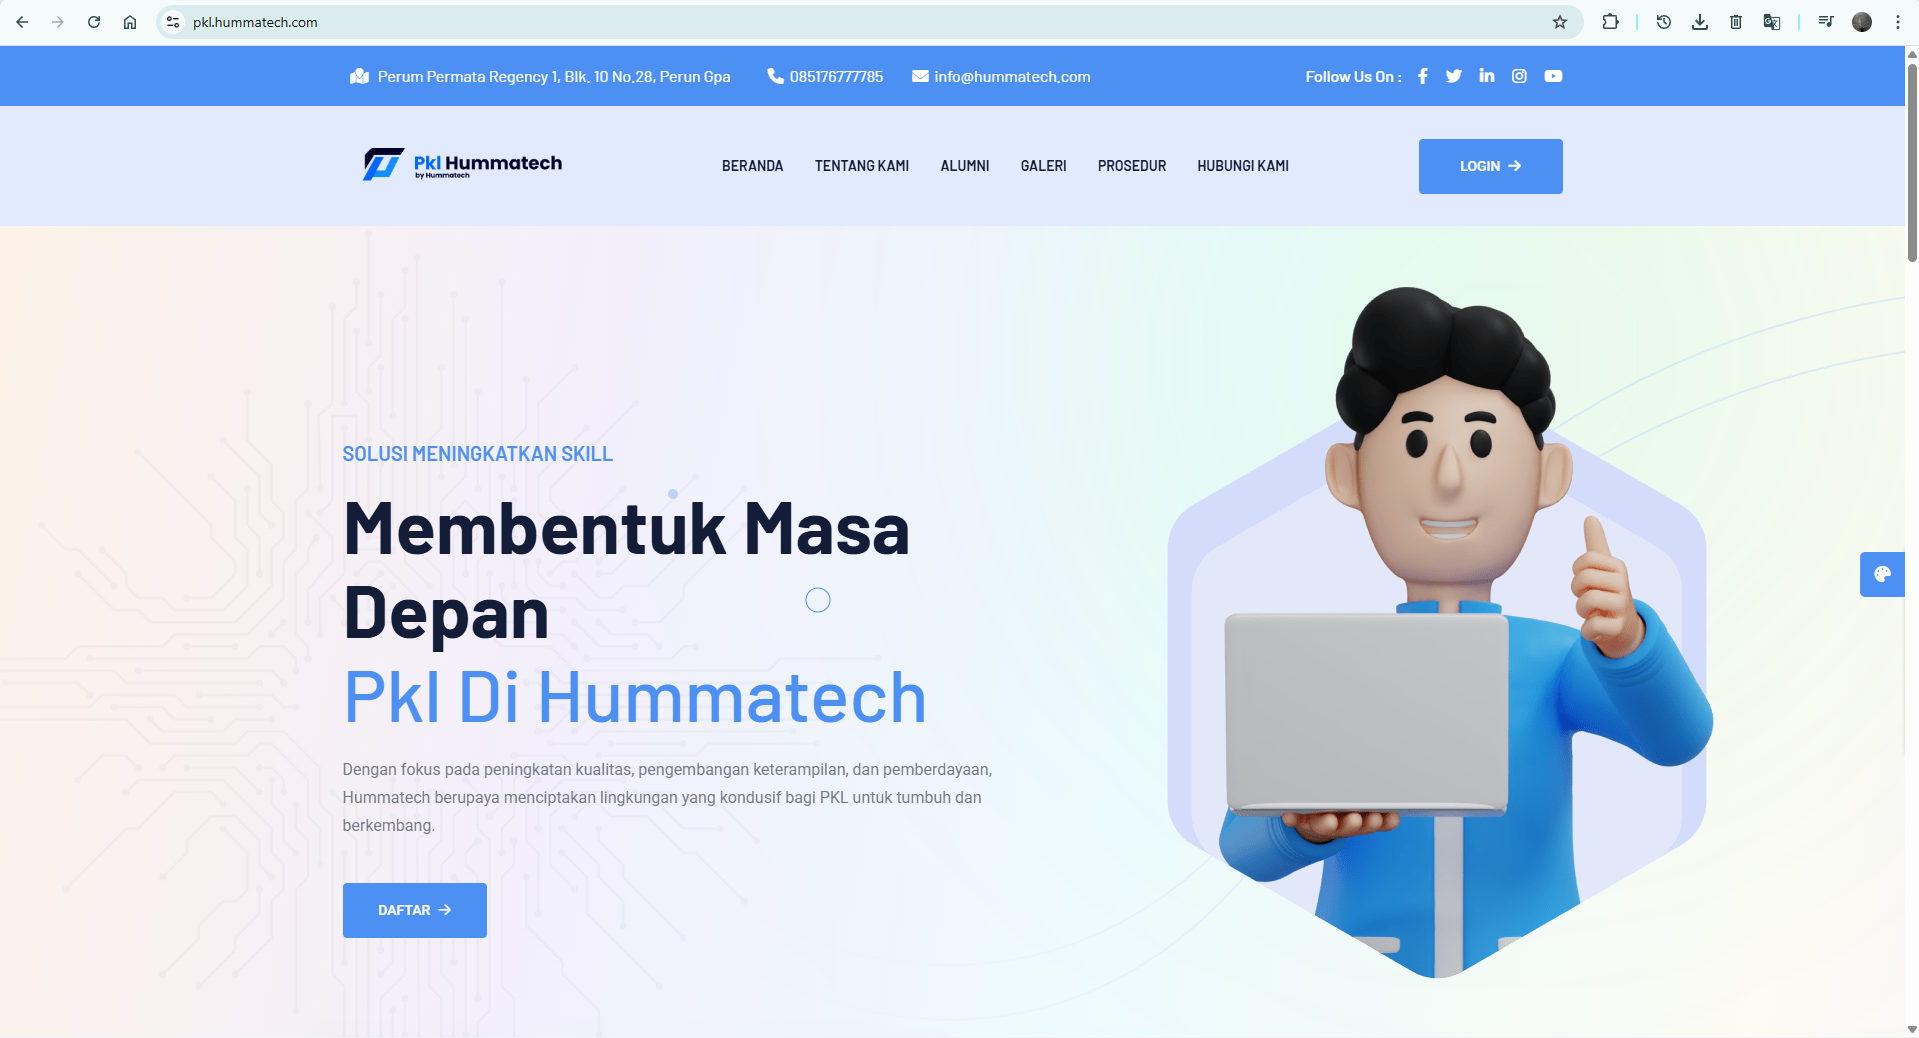 pkl.hummatech.com
Perum Permata Regency 1, Blk. 10 No.28, Perun Gpa
085176777785
info@hummatech.com
Follow Us On :
Pkl Hummatech
by Hummatech
BERANDA
TENTANG KAMI
ALUMNI
GALERI
PROSEDUR
HUBUNGI KAMI
LOGIN
SOLUSI MENINGKATKAN SKILL
Membentuk Masa
Depan
Pkl Di Hummatech
Dengan fokus pada peningkatan kualitas, pengembangan keterampilan, dan pemberdayaan,
Hummatech berupaya menciptakan lingkungan yang kondusif bagi PKL untuk tumbuh dan
berkembang.
DAFTAR